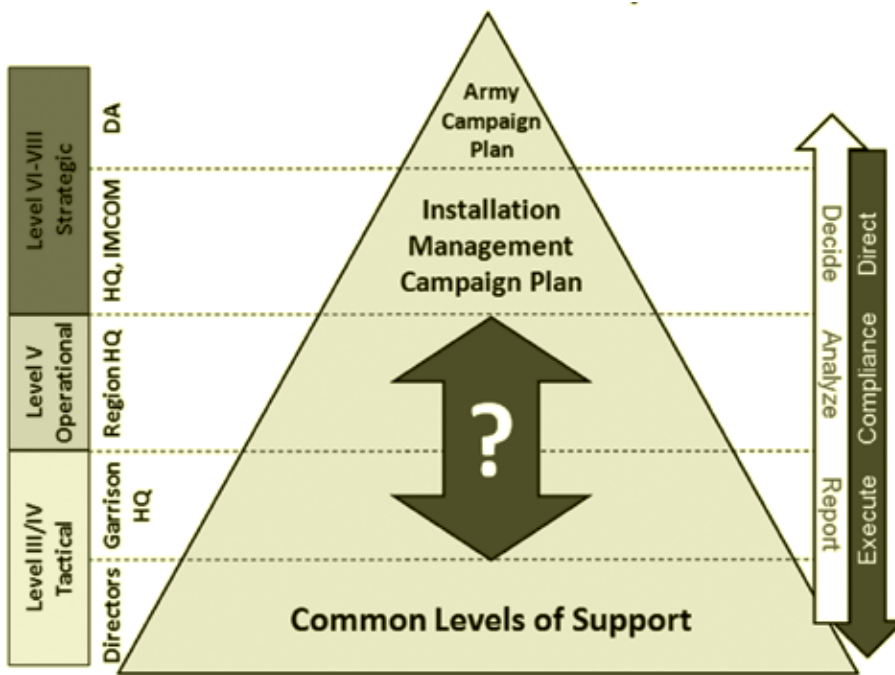 Level VI-VIII
Strategic
Level V
Operational
Level III/IV
Tactical
DA
HQ, IMCOM
Region HQ
Garrison
HQ
Directors
Army
Campaign
Plan
Installation
Management
Campaign Plan
?
Common Levels of Support
Decide
Analyze
Report
Direct
Compliance
Execute